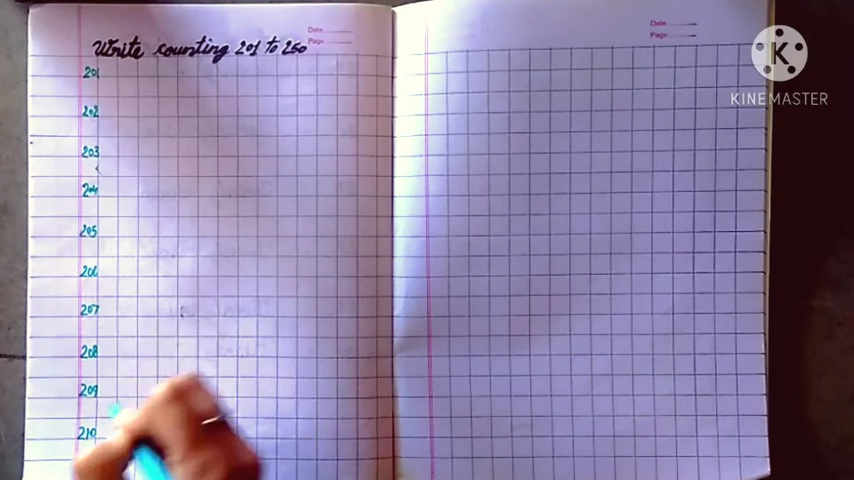 Date
Page
Write counting 201 to 250
201
202
203
204
205
206
207
208
209
210
Date
Page
K
KINEMASTER